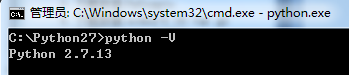 管理员: C:\Windows\system32\cmd.exe - python.exe
C:\Python27>python -V
Python 2.7.13